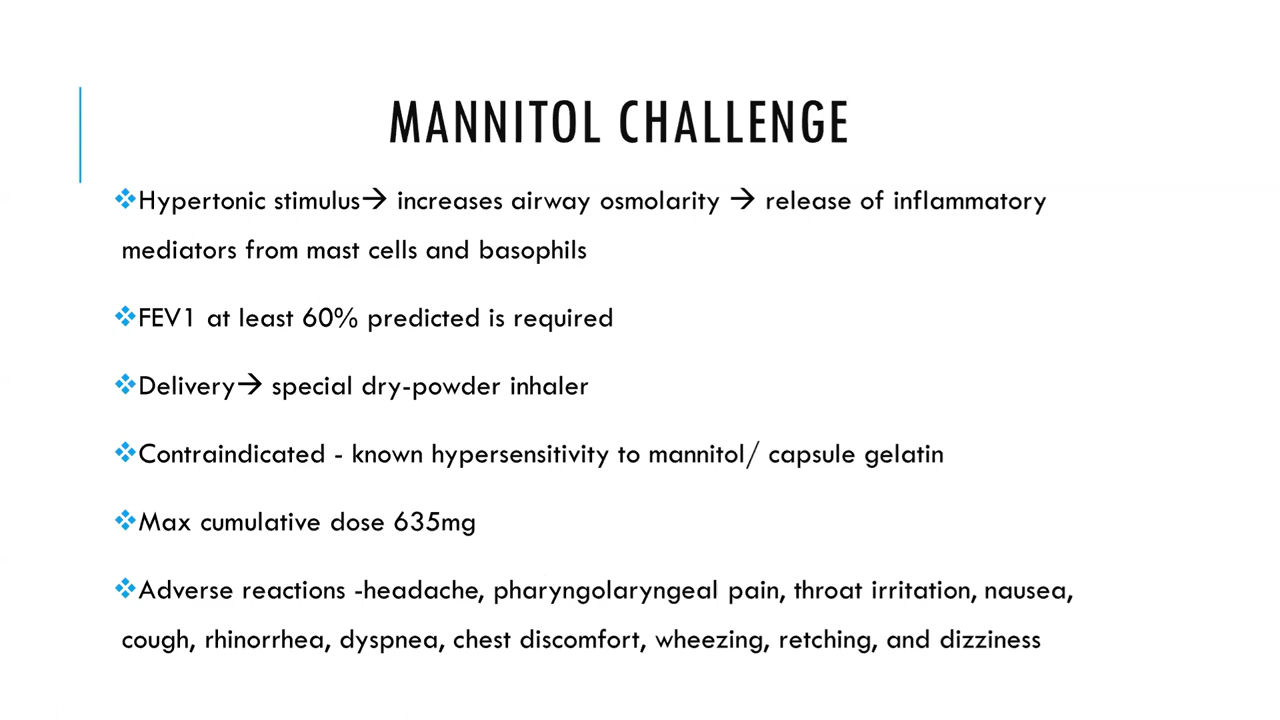 MANNITOL CHALLENGE
❖Hypertonic stimulus→ increases airway osmolarity → release of inflammatory
mediators from mast cells and basophils
❖FEV1 at least 60% predicted is required
❖Delivery→ special dry-powder inhaler
❖Contraindicated - known hypersensitivity to mannitol/ capsule gelatin
❖Max cumulative dose 635mg
❖Adverse reactions -headache, pharyngolaryngeal pain, throat irritation, nausea,
cough, rhinorrhea, dyspnea, chest discomfort, wheezing, retching, and dizziness